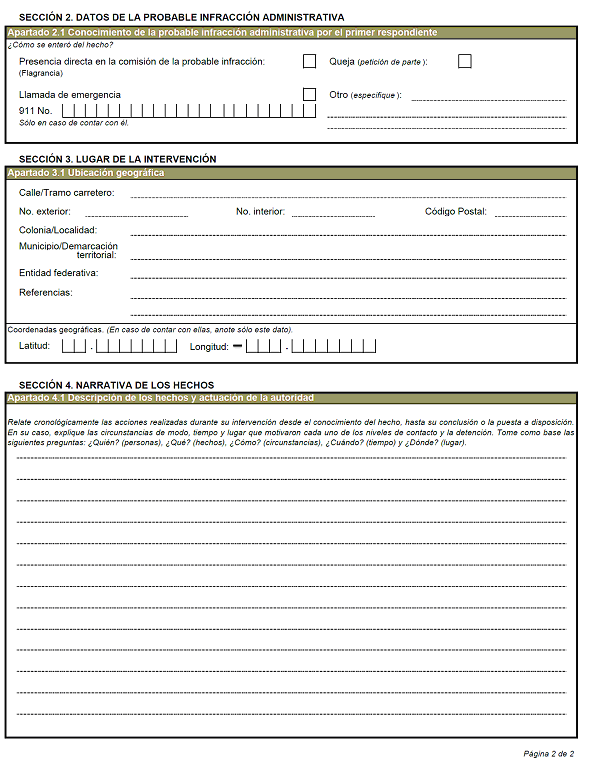 SECCIÓN 2. DATOS DE LA PROBABLE INFRACCIÓN ADMINISTRATIVA
Apartado 2.1 Conocimiento de la probable infracción administrativa por el primer respondiente
¿Cómo se enteró del hecho?
Presencia directa en la comisión de la probable infracción: Queja (petición de parte ):
(Flagrancia)
Llamada de emergencia Otro (especifique ):
911 No.
Sólo en caso de contar con él.
SECCIÓN 3. LUGAR DE LA INTERVENCIÓN
Apartado 3.1 Ubicación geográfica
Calle/Tramo carretero:
No. exterior: No. interior: Código Postal:
Colonia/Localidad:
Municipio/Demarcación
territorial:
Entidad federativa:
Referencias:
Coordenadas geográficas. (En caso de contar con ellas, anote sólo este dato).
Latitud: . Longitud: - .
SECCIÓN 4. NARRATIVA DE LOS HECHOS
Apartado 4.1 Descripción de los hechos y actuación de la autoridad
Relate cronológicamente las acciones realizadas durante su intervención desde el conocimiento del hecho, hasta su conclusión o la puesta a disposición.
En su caso, explique las circunstancias de modo, tiempo y lugar que motivaron cada uno de los niveles de contacto y la detención. Tome como base las
siguientes preguntas: ¿Quién? (personas), ¿Qué? (hechos), ¿Cómo? (circunstancias), ¿Cuándo? (tiempo) y ¿Dónde? (lugar).
Página 2 de 2